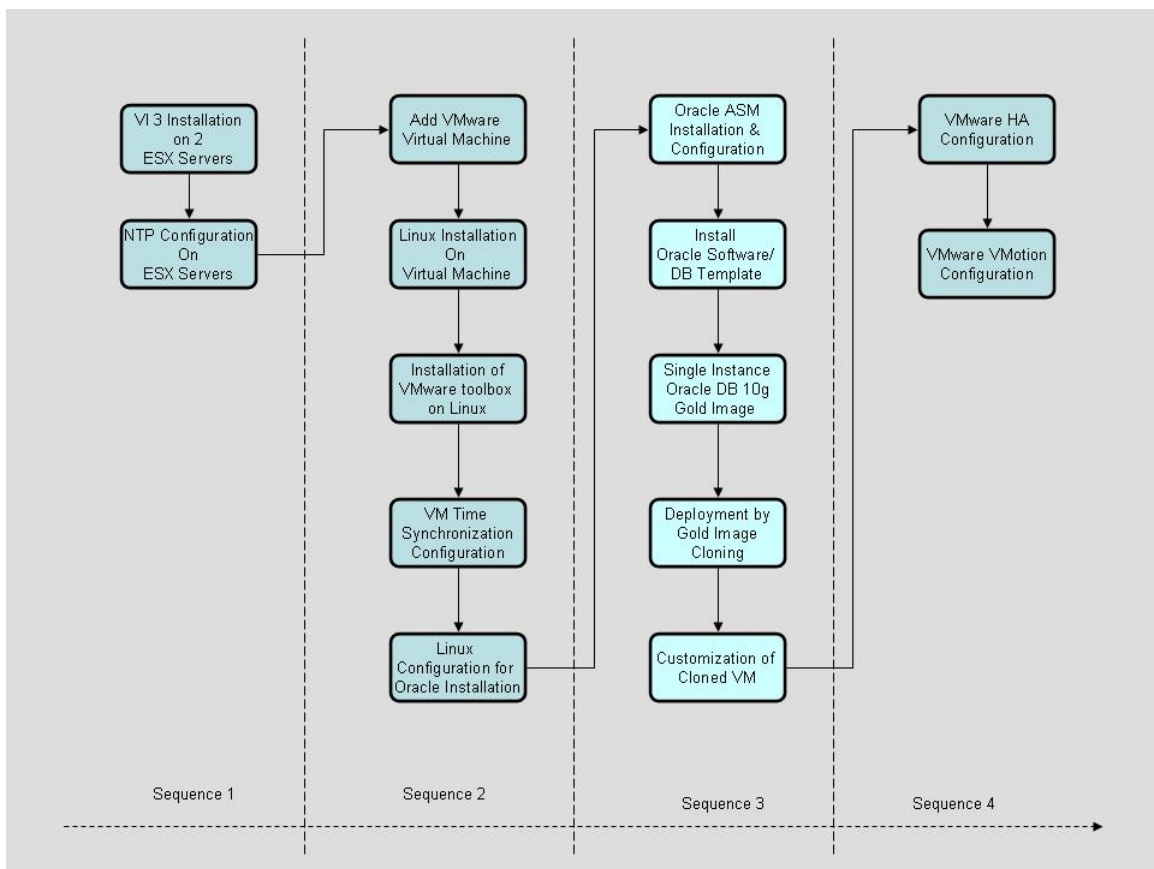 VI 3 Installation
on 2
ESX Servers
NTP Configuration
On
ESX Servers
Add VMware
Virtual Machine
Linux Installation
On
Virtual Machine
Installation of
VMware toolbox
on Linux
VM Time
Synchronization
Configuration
Linux
Configuration for
Oracle Installation
Oracle ASM
Installation &
Configuration
Install
Oracle Software/
DB Template
Single Instance
Oracle DB 10g
Gold Image
Deployment by
Gold Image
Cloning
Customization of
Cloned VM
VMware HA
Configuration
VMware VMotion
Configuration
Sequence 1
Sequence 2
Sequence 3
Sequence 4